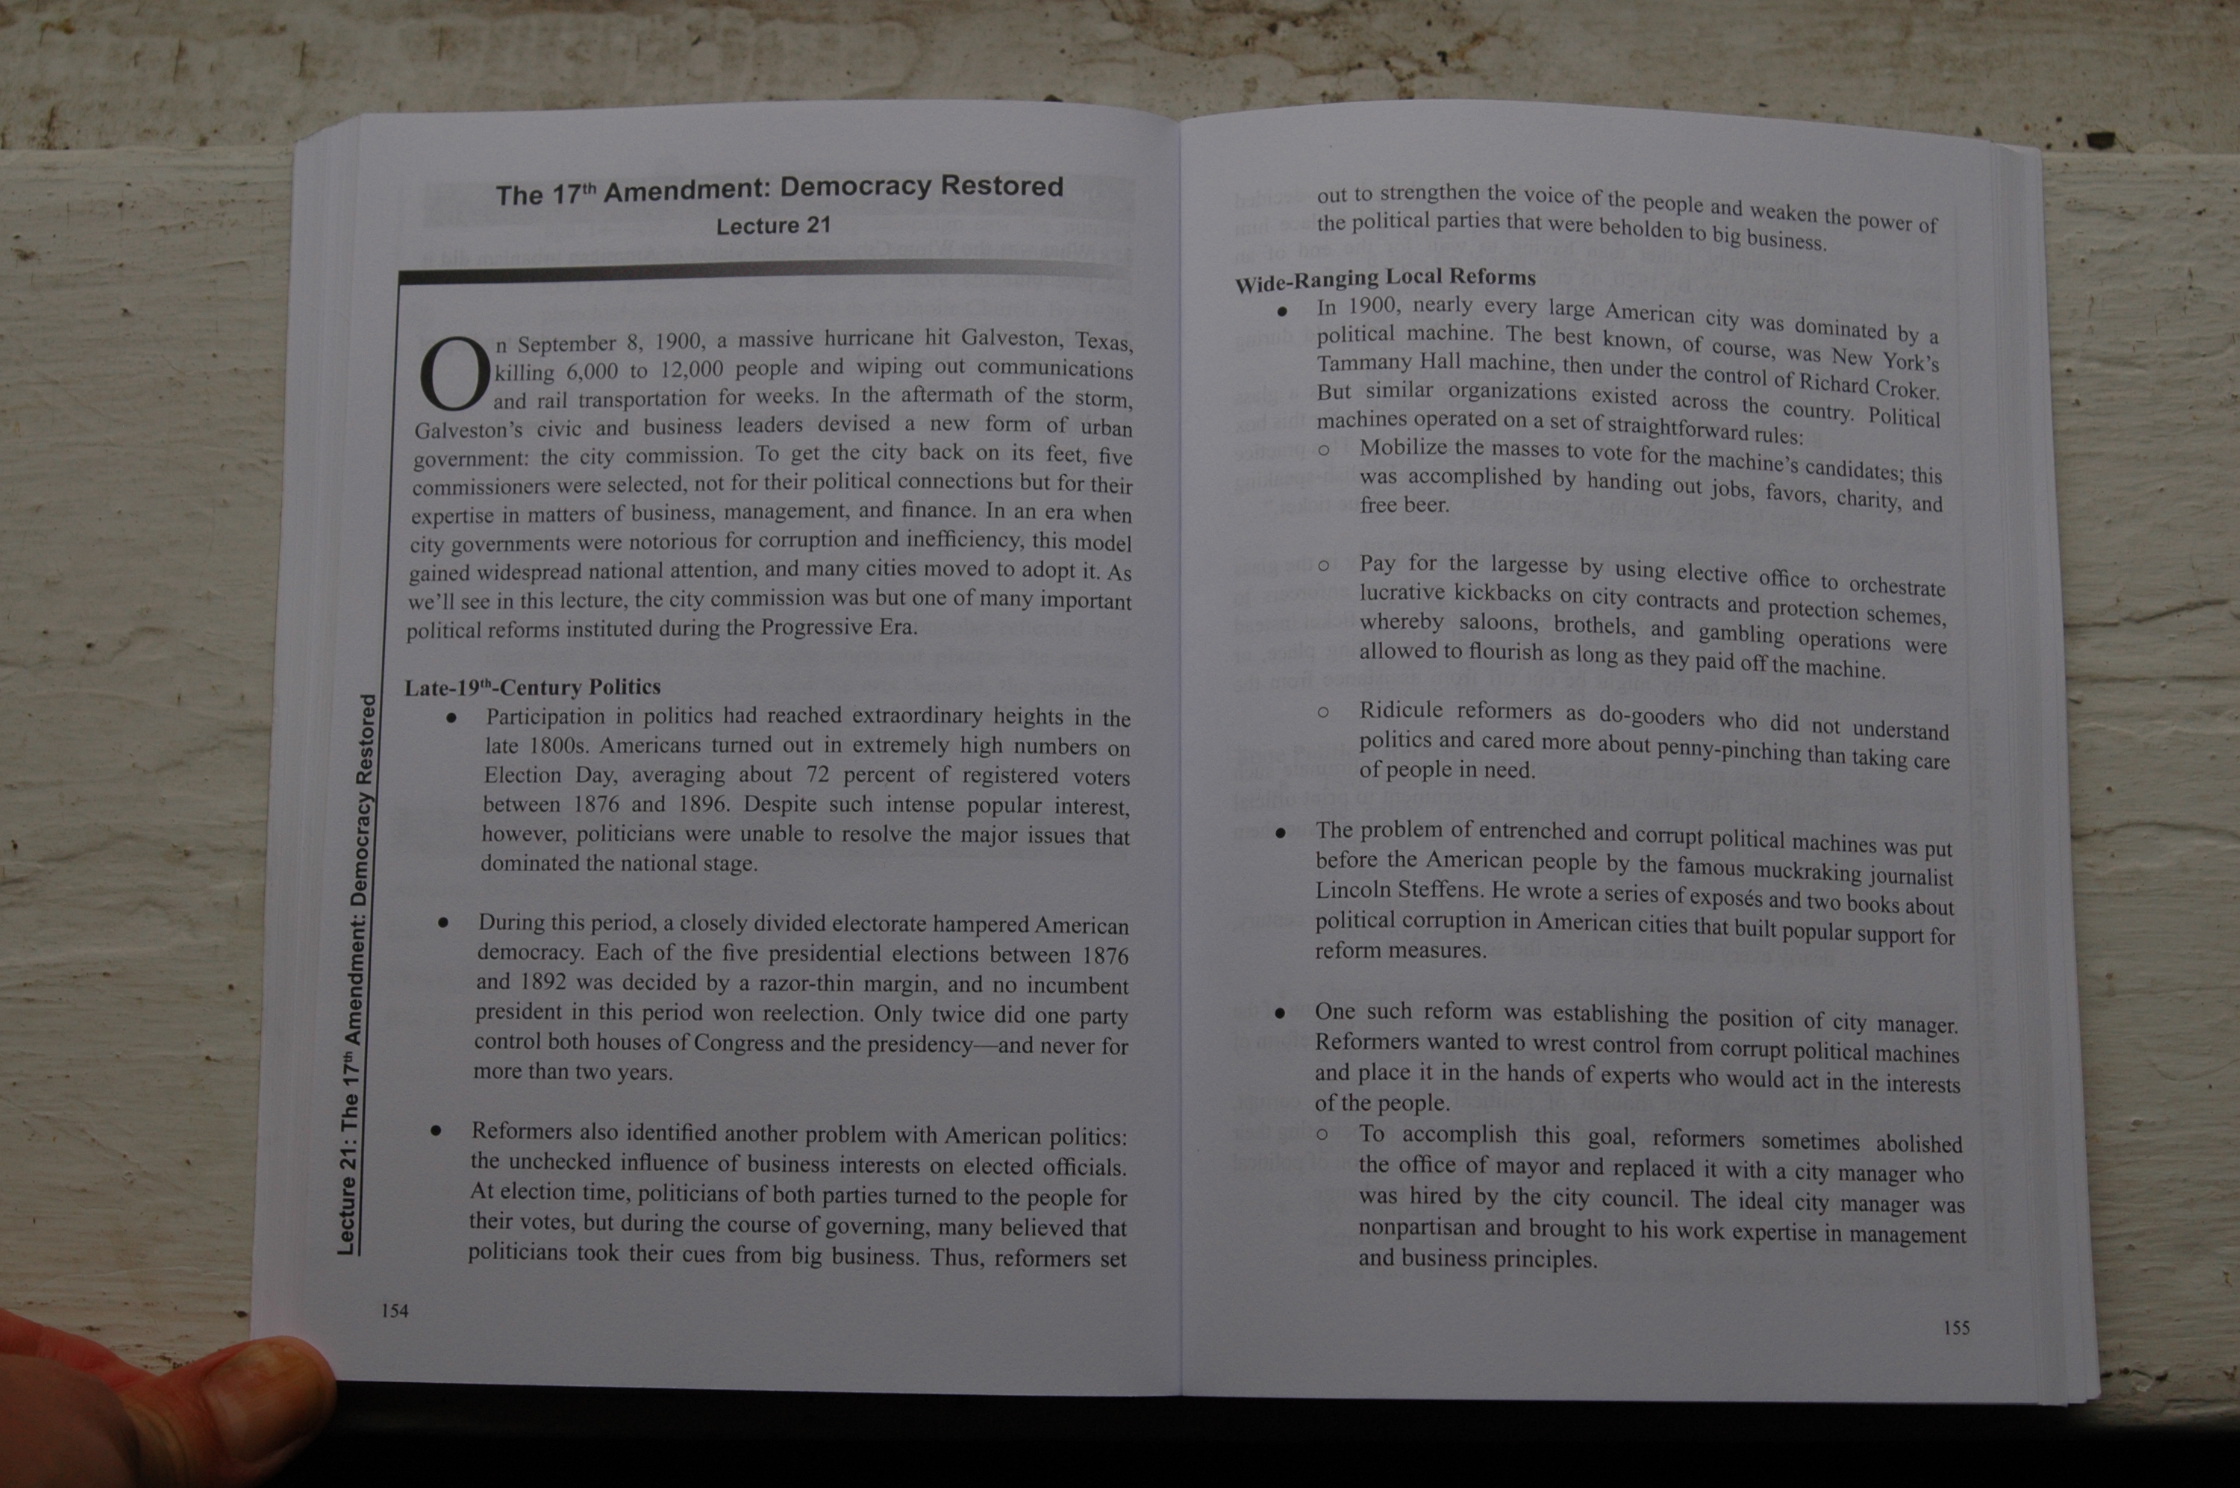 The 17th Amendment: Democracy Restored
Lecture 21
On September 8, 1900, a massive hurricane hit Galveston, Texas,
killing 6,000 to 12,000 people and wiping out communications
and rail transportation for weeks. In the aftermath of the storm,
Galveston's civic and business leaders devised a new form of urban
government: the city commission. To get the city back on its feet, five
commissioners were selected, not for their political connections but for their
expertise in matters of business, management, and finance. In an era when
city governments were notorious for corruption and inefficiency, this model
gained widespread national attention, and many cities moved to adopt it. As
we'll see in this lecture, the city commission was but one of many important
political reforms instituted during the Progressive Era.
Late-19th-Century Politics
● Participation in politics had reached extraordinary heights in the
late 1800s. Americans turned out in extremely high numbers on
Election Day, averaging about 72 percent of registered voters
between 1876 and 1896. Despite such intense popular interest,
however, politicians were unable to resolve the major issues that
dominated the national stage.
● During this period, a closely divided electorate hampered American
democracy. Each of the five presidential elections between 1876
and 1892 was decided by a razor-thin margin, and no incumbent
president in this period won reelection. Only twice did one party
control both houses of Congress and the presidency—and never for
more than two years.
● Reformers also identified another problem with American politics:
the unchecked influence of business interests on elected officials.
At election time, politicians of both parties turned to the people for
their votes, but during the course of governing, many believed that
politicians took their cues from big business. Thus, reformers set
Lecture 21: The 17th Amendment: Democracy Restored
154
out to strengthen the voice of the people and weaken the power of
the political parties that were beholden to big business.
Wide-Ranging Local Reforms
● In 1900, nearly every large American city was dominated by a
political machine. The best known, of course, was New York's
Tammany Hall machine, then under the control of Richard Croker.
But similar organizations existed across the country. Political
machines operated on a set of straightforward rules:
○ Mobilize the masses to vote for the machine's candidates; this
was accomplished by handing out jobs, favors, charity, and
free beer.
○ Pay for the largesse by using elective office to orchestrate
lucrative kickbacks on city contracts and protection schemes,
whereby saloons, brothels, and gambling operations were
allowed to flourish as long as they paid off the machine.
○ Ridicule reformers as do-gooders who did not understand
politics and cared more about penny-pinching than taking care
of people in need.
● The problem of entrenched and corrupt political machines was put
before the American people by the famous muckraking journalist
Lincoln Steffens. He wrote a series of exposés and two books about
political corruption in American cities that built popular support for
reform measures.
● One such reform was establishing the position of city manager.
Reformers wanted to wrest control from corrupt political machines
and place it in the hands of experts who would act in the interests
of the people.
○ To accomplish this goal, reformers sometimes abolished
the office of mayor and replaced it with a city manager who
was hired by the city council. The ideal city manager was
nonpartisan and brought to his work expertise in management
and business principles.
155